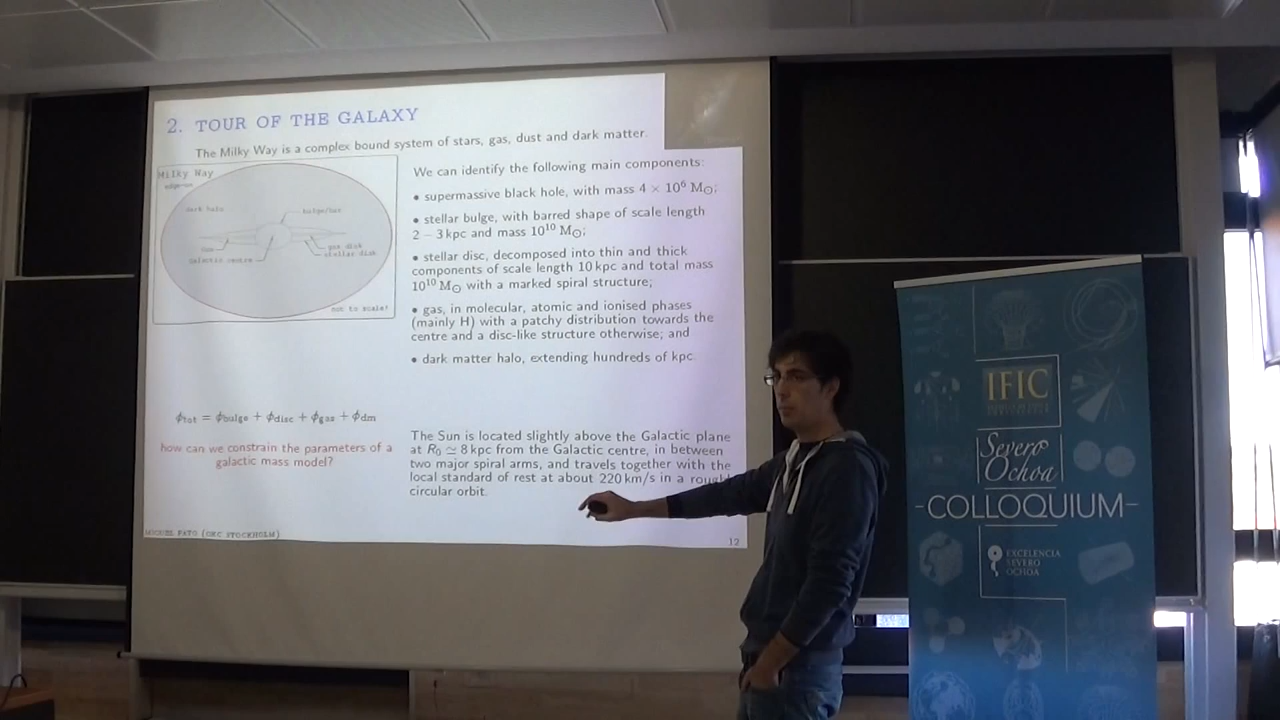 2. TOUR OF THE GALAXY
The Milky Way is a complex bound system of stars, gas, dust and dark matter.
Milky Way
edge-on
dark halo
bulge/bar
Sun
gas disk
stellar disk
Galactic centre
not to scale!
We can identify the following main components:
• supermassive black hole, with mass 4 × 10⁶ M⊙;
• stellar bulge, with barred shape of scale length
2 − 3 kpc and mass 10¹⁰ M⊙;
• stellar disc, decomposed into thin and thick
components of scale length 10 kpc and total mass
10¹⁰ M⊙ with a marked spiral structure;
• gas, in molecular, atomic and ionised phases
(mainly H) with a patchy distribution towards the
centre and a disc-like structure otherwise; and
• dark matter halo, extending hundreds of kpc.
ϕtot = ϕbulge + ϕdisc + ϕgas + ϕdm
how can we constrain the parameters of a
galactic mass model?
The Sun is located slightly above the Galactic plane
at R₀ ≃ 8 kpc from the Galactic centre, in between
two major spiral arms, and travels together with the
local standard of rest at about 220 km/s in a rough
circular orbit.
MIGUEL PATO (OKC STOCKHOLM)
12
IFIC
Severo
Ochoa
-COLLOQUIUM-
EXCELENCIA
SEVERO
OCHOA